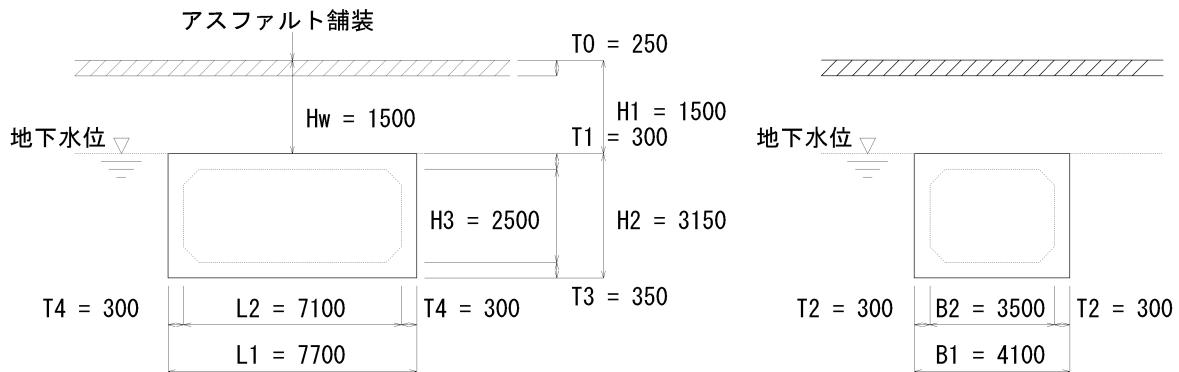 アスファルト舗装
T0 = 250
Hw = 1500
H1 = 1500
地下水位
T1 = 300
H3 = 2500
H2 = 3150
T3 = 350
T4 = 300
L2 = 7100
T4 = 300
L1 = 7700
地下水位
T2 = 300
B2 = 3500
T2 = 300
B1 = 4100